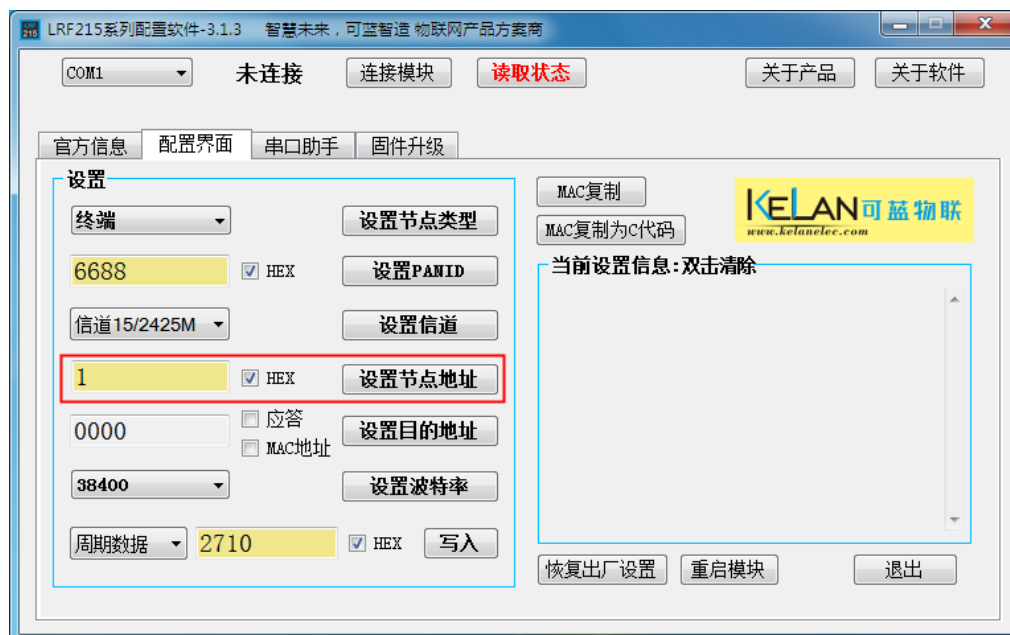 LRF215系列配置软件-3.1.3 智慧未来，可蓝智造 物联网产品方案商
COM1 未连接 连接模块 读取状态 关于产品 关于软件
官方信息 配置界面 串口助手 固件升级
设置
终端 设置节点类型
6688 HEX 设置PANID
信道15/2425M 设置信道
1 HEX 设置节点地址
0000 应答 MAC地址 设置目的地址
38400 设置波特率
周期数据 2710 HEX 写入
MAC复制
MAC复制为C代码
KELAN可蓝物联
www.kelanelec.com
当前设置信息:双击清除
恢复出厂设置 重启模块 退出